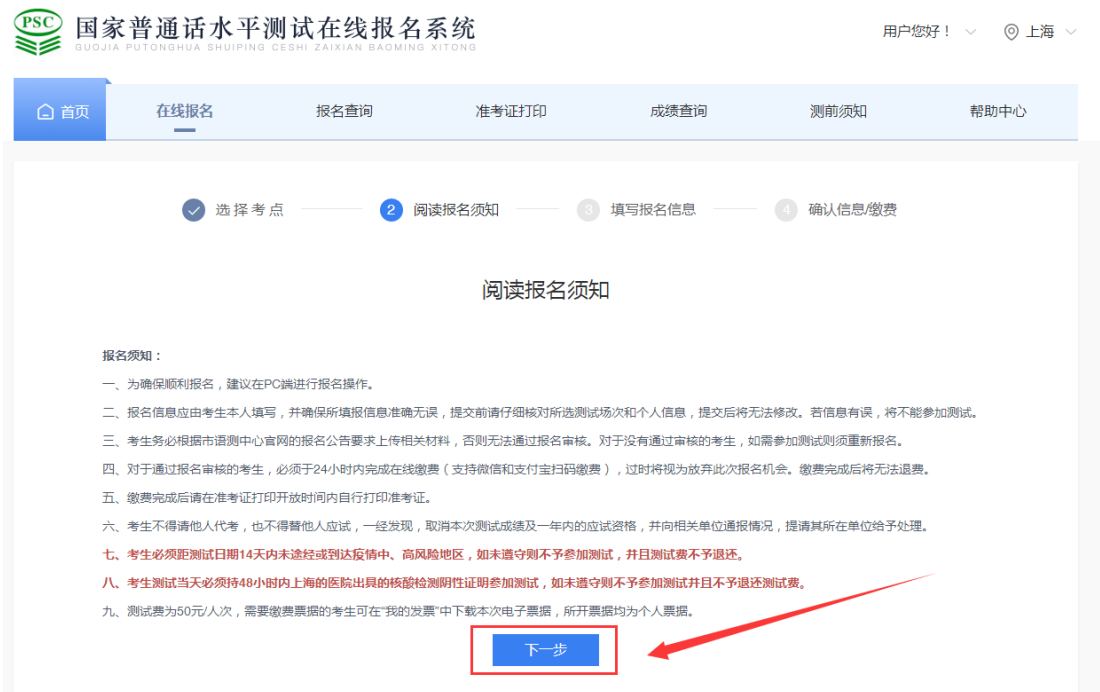 PSC
国家普通话水平测试在线报名系统
GUOJIA PUTONGHUA SHUIPING CESHI ZAIXIAN BAOMING XITONG
用户您好！
上海
首页
在线报名
报名查询
准考证打印
成绩查询
测前须知
帮助中心
选择考点
2 阅读报名须知
3 填写报名信息
4 确认信息/缴费
阅读报名须知
报名须知：
一、为确保顺利报名，建议在PC端进行报名操作。
二、报名信息应由考生本人填写，并确保所填报信息准确无误，提交前请仔细核对所选测试场次和个人信息，提交后将无法修改。若信息有误，将不能参加测试。
三、考生务必根据市语测中心官网的报名公告要求上传相关材料，否则无法通过报名审核。对于没有通过审核的考生，如需参加测试则须重新报名。
四、对于通过报名审核的考生，必须于24小时内完成在线缴费（支持微信和支付宝扫码缴费），过时将视为放弃此次报名机会。缴费完成后将无法退费。
五、缴费完成后请在准考证打印开放时间内自行打印准考证。
六、考生不得请他人代考，也不得替他人应试，一经发现，取消本次测试成绩及一年内的应试资格，并向相关单位通报情况，提请其所在单位给予处理。
七、考生必须距测试日期14天内未途经或到达疫情中、高风险地区，如未遵守则不予参加测试，并且测试费不予退还。
八、考生测试当天必须持48小时内上海的医院出具的核酸检测阴性证明参加测试，如未遵守则不予参加测试并且不予退还测试费。
九、测试费为50元/人次，需要缴费票据的考生可在“我的发票”中下载本次电子票据，所开票据均为个人票据。
下一步